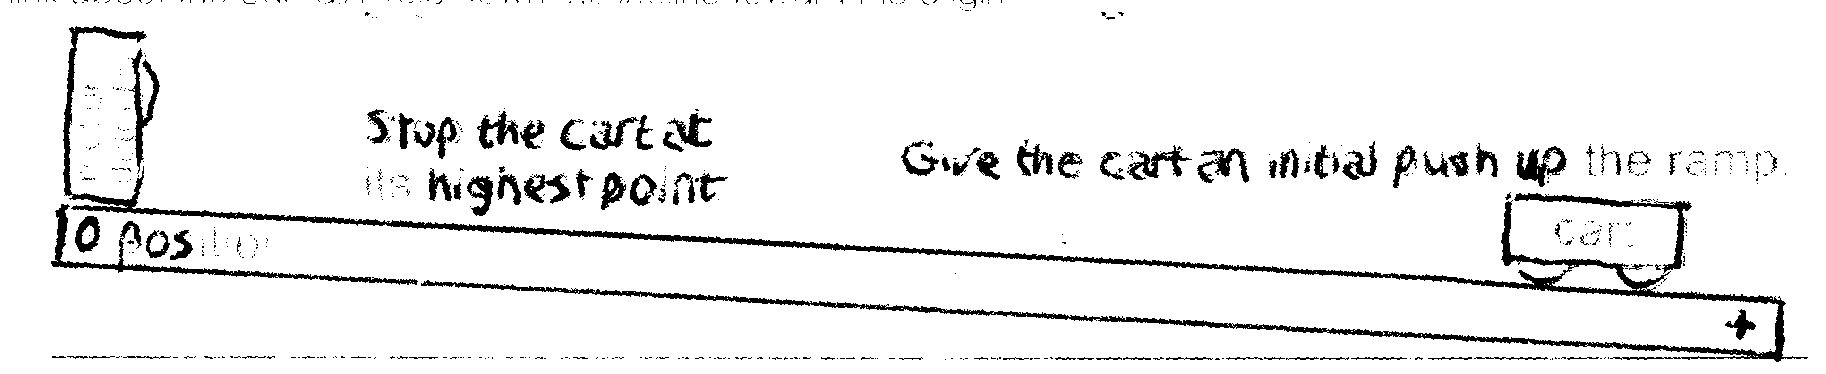 Stop the cart at
its highest point
Give the cart an initial push up the ramp.
cart
0 position
+